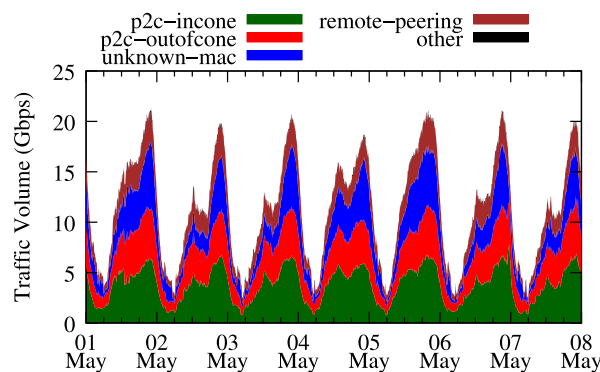 p2c−incone
p2c−outofcone
unknown−mac
remote−peering
other
Traffic Volume (Gbps)
25
20
15
10
5
0
01 May
02 May
03 May
04 May
05 May
06 May
07 May
08 May